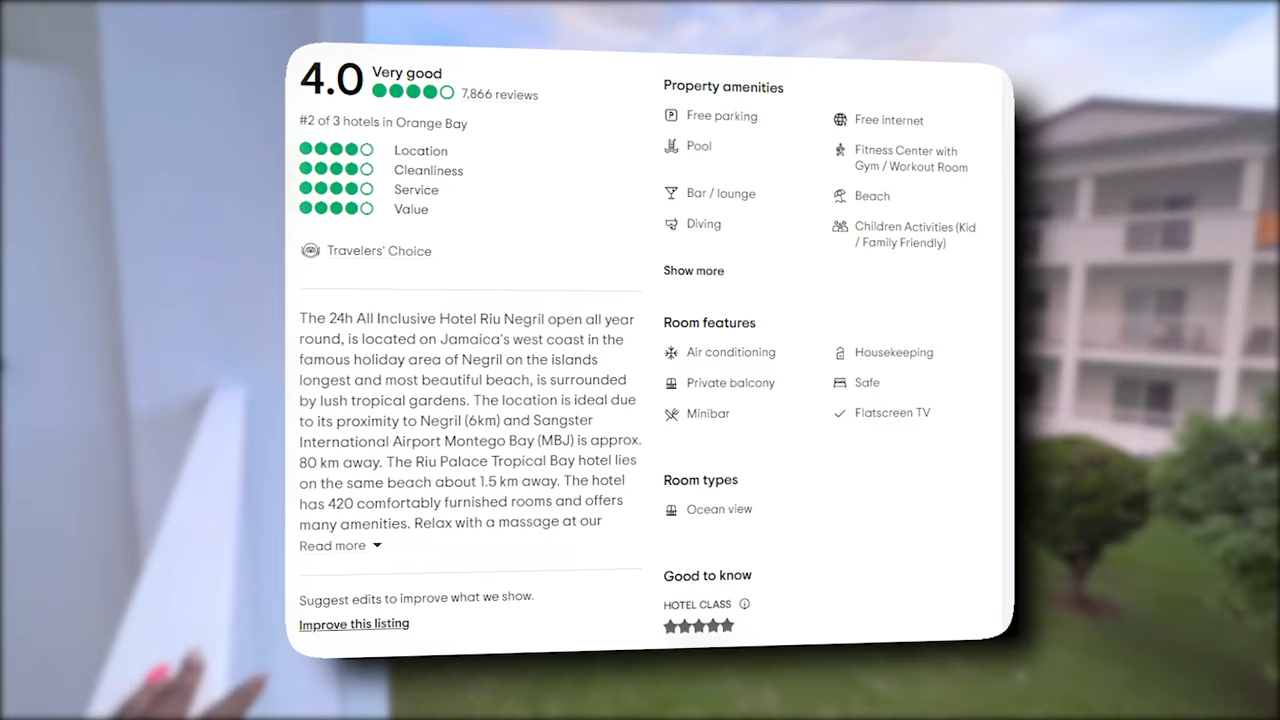 4.0 Very good
7,866 reviews
#2 of 3 hotels in Orange Bay
Location
Cleanliness
Service
Value
Travelers' Choice
The 24h All Inclusive Hotel Riu Negril open all year
round, is located on Jamaica's west coast in the
famous holiday area of Negril on the islands
longest and most beautiful beach, is surrounded
by lush tropical gardens. The location is ideal due
to its proximity to Negril (6km) and Sangster
International Airport Montego Bay (MBJ) is approx.
80 km away. The Riu Palace Tropical Bay hotel lies
on the same beach about 1.5 km away. The hotel
has 420 comfortably furnished rooms and offers
many amenities. Relax with a massage at our
Read more
Suggest edits to improve what we show.
Improve this listing
Property amenities
Free parking
Free internet
Pool
Fitness Center with
Gym / Workout Room
Bar / lounge
Beach
Diving
Children Activities (Kid
/ Family Friendly)
Show more
Room features
Air conditioning
Housekeeping
Private balcony
Safe
Minibar
Flatscreen TV
Room types
Ocean view
Good to know
HOTEL CLASS